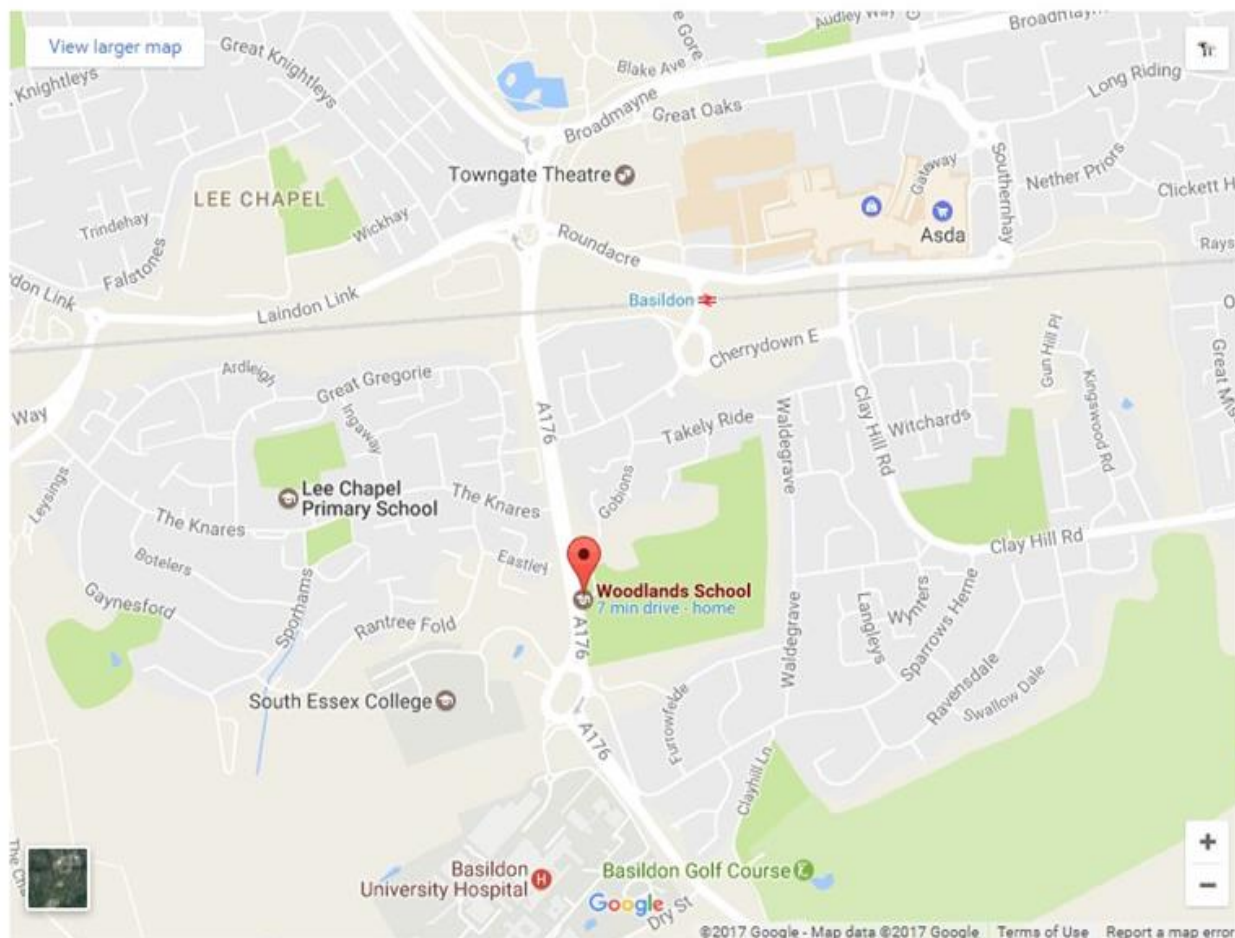 View larger map
Audley Way
Broadmayne
Gore
Great Knightleys
Knightleys
Blake Ave
Long Riding
Broadmayne
Great Oaks
Southernhay
Gateway
Nether Priors
Towngate Theatre
LEE CHAPEL
Clickett H
Trindehay
Wickhay
Asda
Roundacre
Rays
Falstones
don Link
Laindon Link
Basildon
Cherrydown E
Gun Hill Pl
Great Mis
Ardleigh
Great Gregorie
Way
A176
Ingaway
Takely Ride
Waldegrave
Clay Hill Rd
Witchards
Kingswood Rd
Leysings
Lee Chapel
Primary School
The Knares
Gobions
The Knares
Clay Hill Rd
Botelers
Eastley
Woodlands School
7 min drive - home
Gaynesford
Sporhams
Rantree Fold
A176
Waldegrave
Langleys
Wynters
Sparrows Herne
South Essex College
Furrowfelde
Ravensdale
Swallow Dale
A176
Clayhill Ln
The Cha
Basildon
University Hospital
H
Basildon Golf Course
Google
Dry St
+
−
©2017 Google - Map data ©2017 Google
Terms of Use
Report a map error